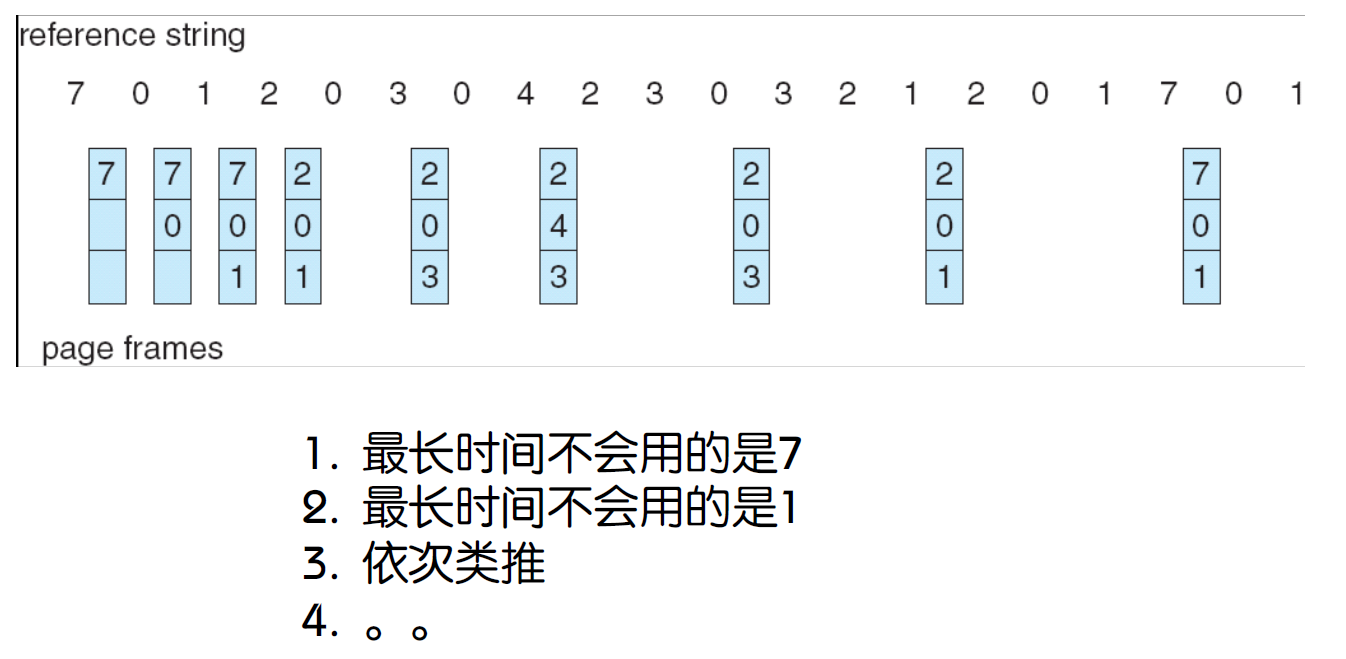 reference string
7 0 1 2 0 3 0 4 2 3 0 3 2 1 2 0 1 7 0 1
7 7 7 2 2 2 2 2 7
0 0 0 0 4 0 0 0
1 1 3 3 3 1 1
page frames
1. 最长时间不会用的是7
2. 最长时间不会用的是1
3. 依次类推
4. 。。